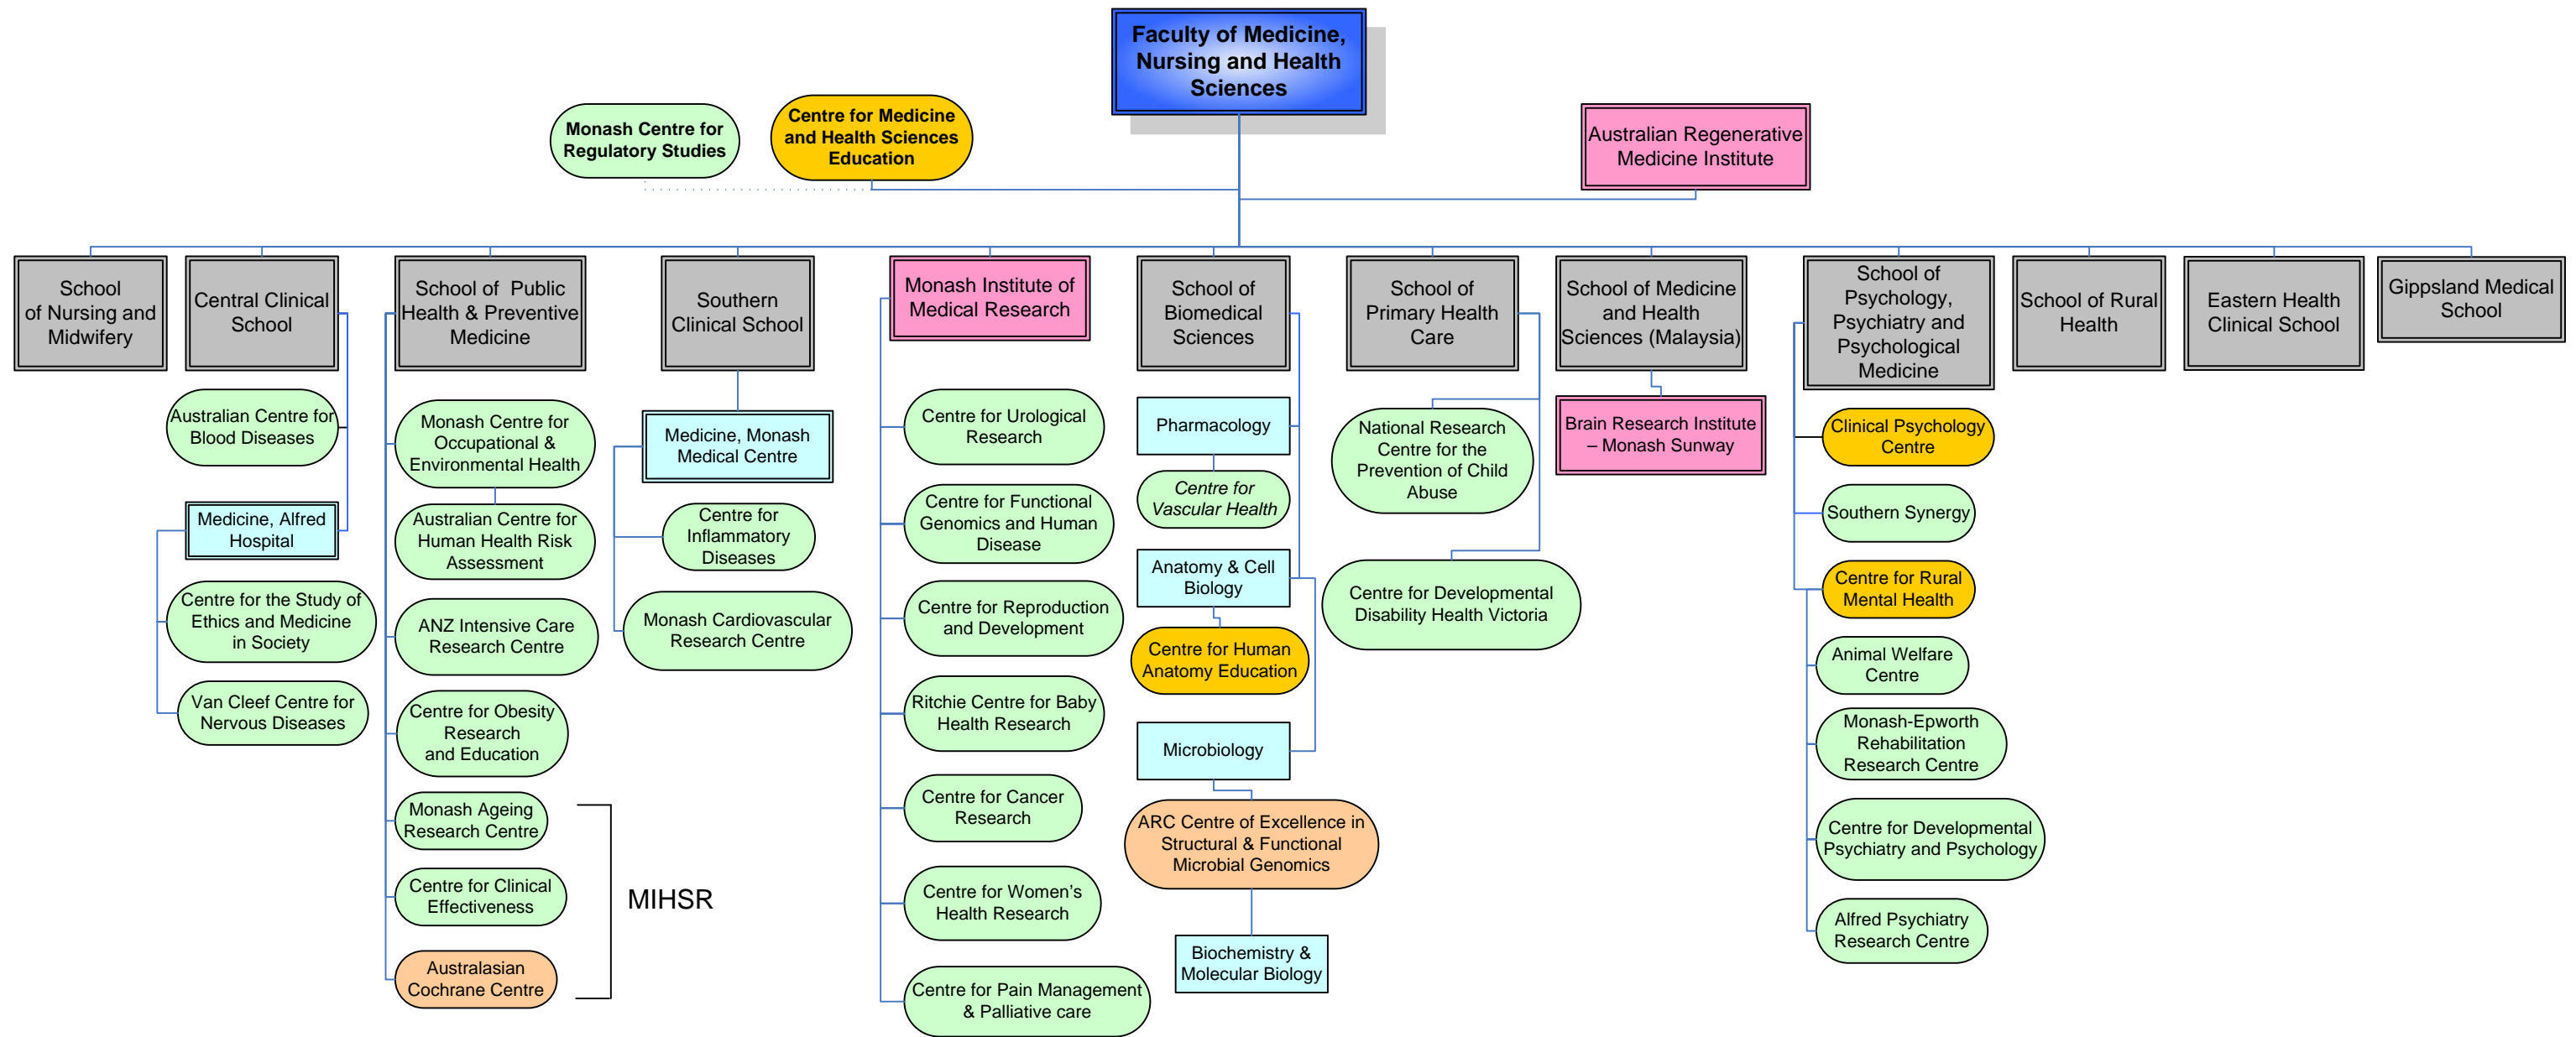 Faculty of Medicine,
Nursing and Health
Sciences
Monash Centre for
Regulatory Studies
Centre for Medicine
and Health Sciences
Education
Australian Regenerative
Medicine Institute
School
of Nursing and
Midwifery
Central Clinical
School
School of Public
Health & Preventive
Medicine
Southern
Clinical School
Monash Institute of
Medical Research
School of
Biomedical
Sciences
School of
Primary Health
Care
School of Medicine
and Health
Sciences (Malaysia)
School of
Psychology,
Psychiatry and
Psychological
Medicine
School of Rural
Health
Eastern Health
Clinical School
Gippsland Medical
School
Australian Centre for
Blood Diseases
Medicine, Alfred
Hospital
Centre for the Study of
Ethics and Medicine
in Society
Van Cleef Centre for
Nervous Diseases
Monash Centre for
Occupational &
Environmental Health
Australian Centre for
Human Health Risk
Assessment
ANZ Intensive Care
Research Centre
Centre for Obesity
Research
and Education
Monash Ageing
Research Centre
Centre for Clinical
Effectiveness
Australasian
Cochrane Centre
MIHSR
Medicine, Monash
Medical Centre
Centre for
Inflammatory
Diseases
Monash Cardiovascular
Research Centre
Centre for Urological
Research
Centre for Functional
Genomics and Human
Disease
Centre for Reproduction
and Development
Ritchie Centre for Baby
Health Research
Centre for Cancer
Research
Centre for Women's
Health Research
Centre for Pain Management
& Palliative care
Pharmacology
Centre for
Vascular Health
Anatomy & Cell
Biology
Centre for Human
Anatomy Education
Microbiology
ARC Centre of Excellence in
Structural & Functional
Microbial Genomics
Biochemistry &
Molecular Biology
National Research
Centre for the
Prevention of Child
Abuse
Centre for Developmental
Disability Health Victoria
Brain Research Institute
– Monash Sunway
Clinical Psychology
Centre
Southern Synergy
Centre for Rural
Mental Health
Animal Welfare
Centre
Monash-Epworth
Rehabilitation
Research Centre
Centre for Developmental
Psychiatry and Psychology
Alfred Psychiatry
Research Centre